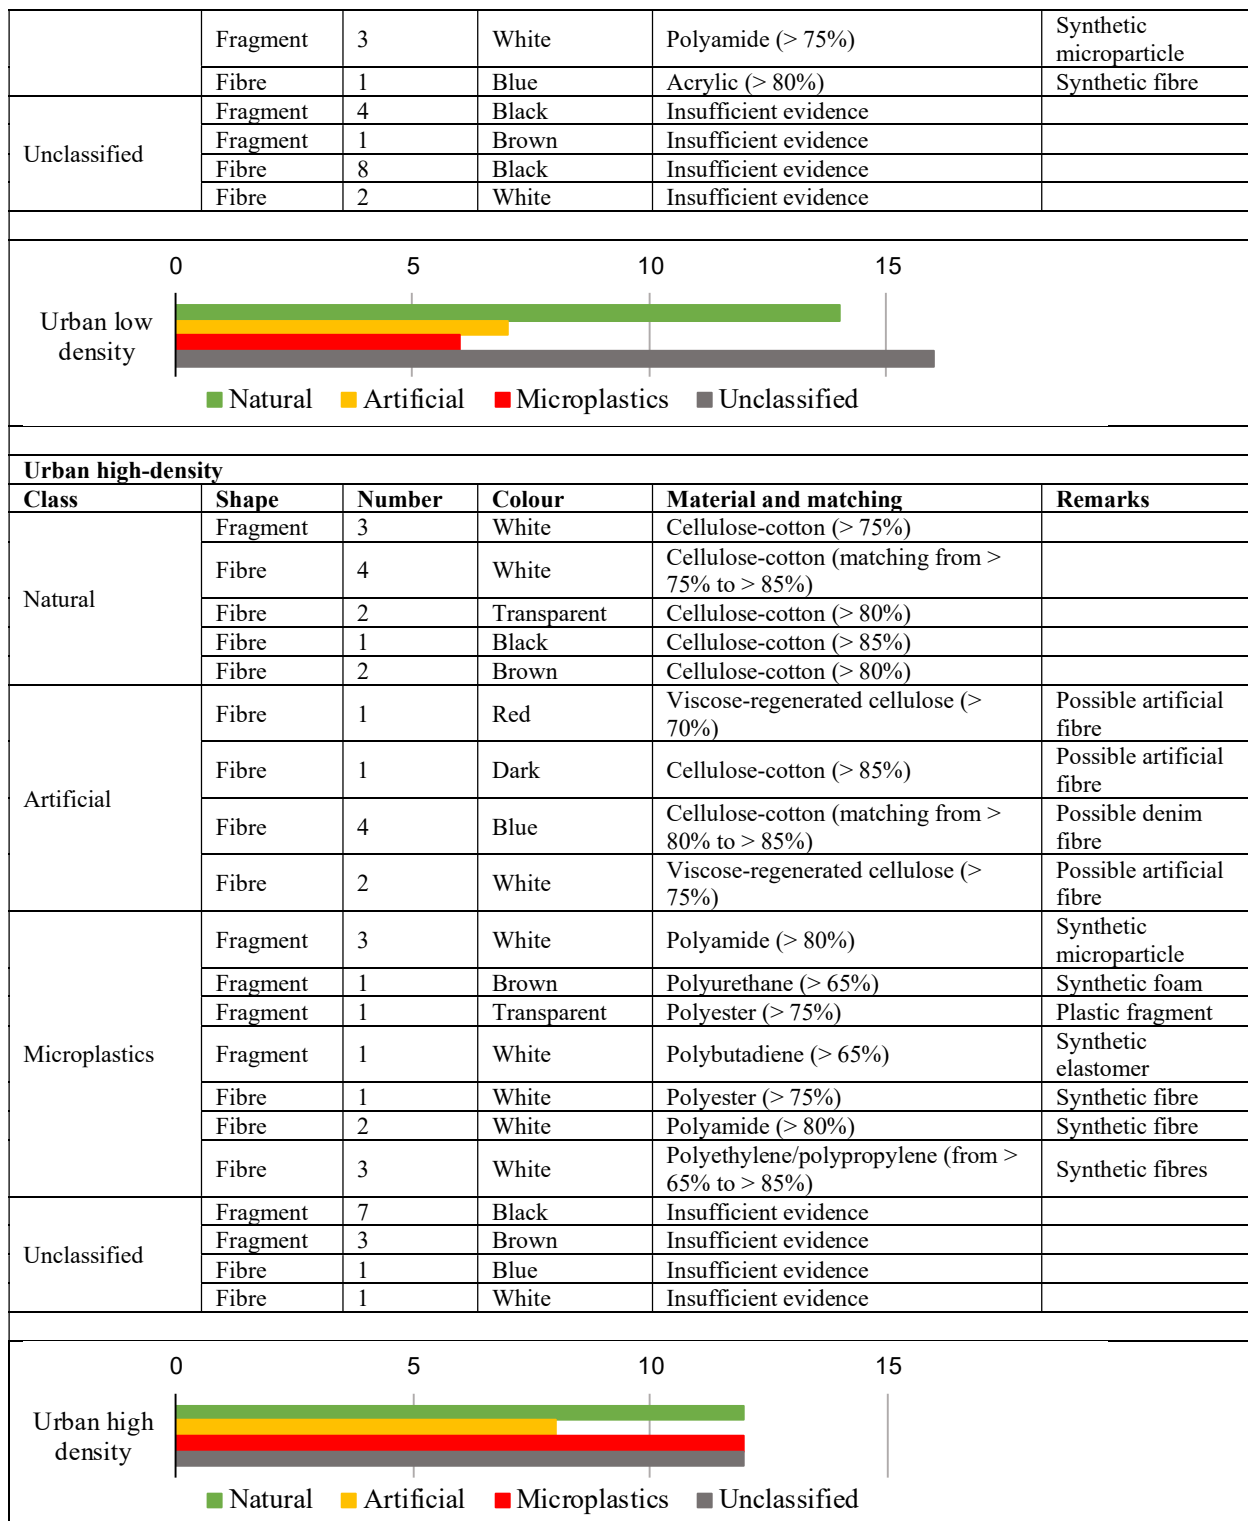 Fragment 3 White Polyamide (> 75%) Synthetic
microparticle
Fibre 1 Blue Acrylic (> 80%) Synthetic fibre
Unclassified
Fragment 4 Black Insufficient evidence
Fragment 1 Brown Insufficient evidence
Fibre 8 Black Insufficient evidence
Fibre 2 White Insufficient evidence
0 5 10 15
Urban low
density
Natural Artificial Microplastics Unclassified
Urban high-density
Class Shape Number Colour Material and matching Remarks
Natural
Fragment 3 White Cellulose-cotton (> 75%)
Fibre 4 White Cellulose-cotton (matching from >
75% to > 85%)
Fibre 2 Transparent Cellulose-cotton (> 80%)
Fibre 1 Black Cellulose-cotton (> 85%)
Fibre 2 Brown Cellulose-cotton (> 80%)
Artificial
Fibre 1 Red Viscose-regenerated cellulose (> Possible artificial
70%) fibre
Fibre 1 Dark Cellulose-cotton (> 85%) Possible artificial
fibre
Fibre 4 Blue Cellulose-cotton (matching from > Possible denim
80% to > 85%) fibre
Fibre 2 White Viscose-regenerated cellulose (> Possible artificial
75%) fibre
Microplastics
Fragment 3 White Polyamide (> 80%) Synthetic
microparticle
Fragment 1 Brown Polyurethane (> 65%) Synthetic foam
Fragment 1 Transparent Polyester (> 75%) Plastic fragment
Fragment 1 White Polybutadiene (> 65%) Synthetic
elastomer
Fibre 1 White Polyester (> 75%) Synthetic fibre
Fibre 2 White Polyamide (> 80%) Synthetic fibre
Fibre 3 White Polyethylene/polypropylene (from > Synthetic fibres
65% to > 85%)
Unclassified
Fragment 7 Black Insufficient evidence
Fragment 3 Brown Insufficient evidence
Fibre 1 Blue Insufficient evidence
Fibre 1 White Insufficient evidence
0 5 10 15
Urban high
density
Natural Artificial Microplastics Unclassified